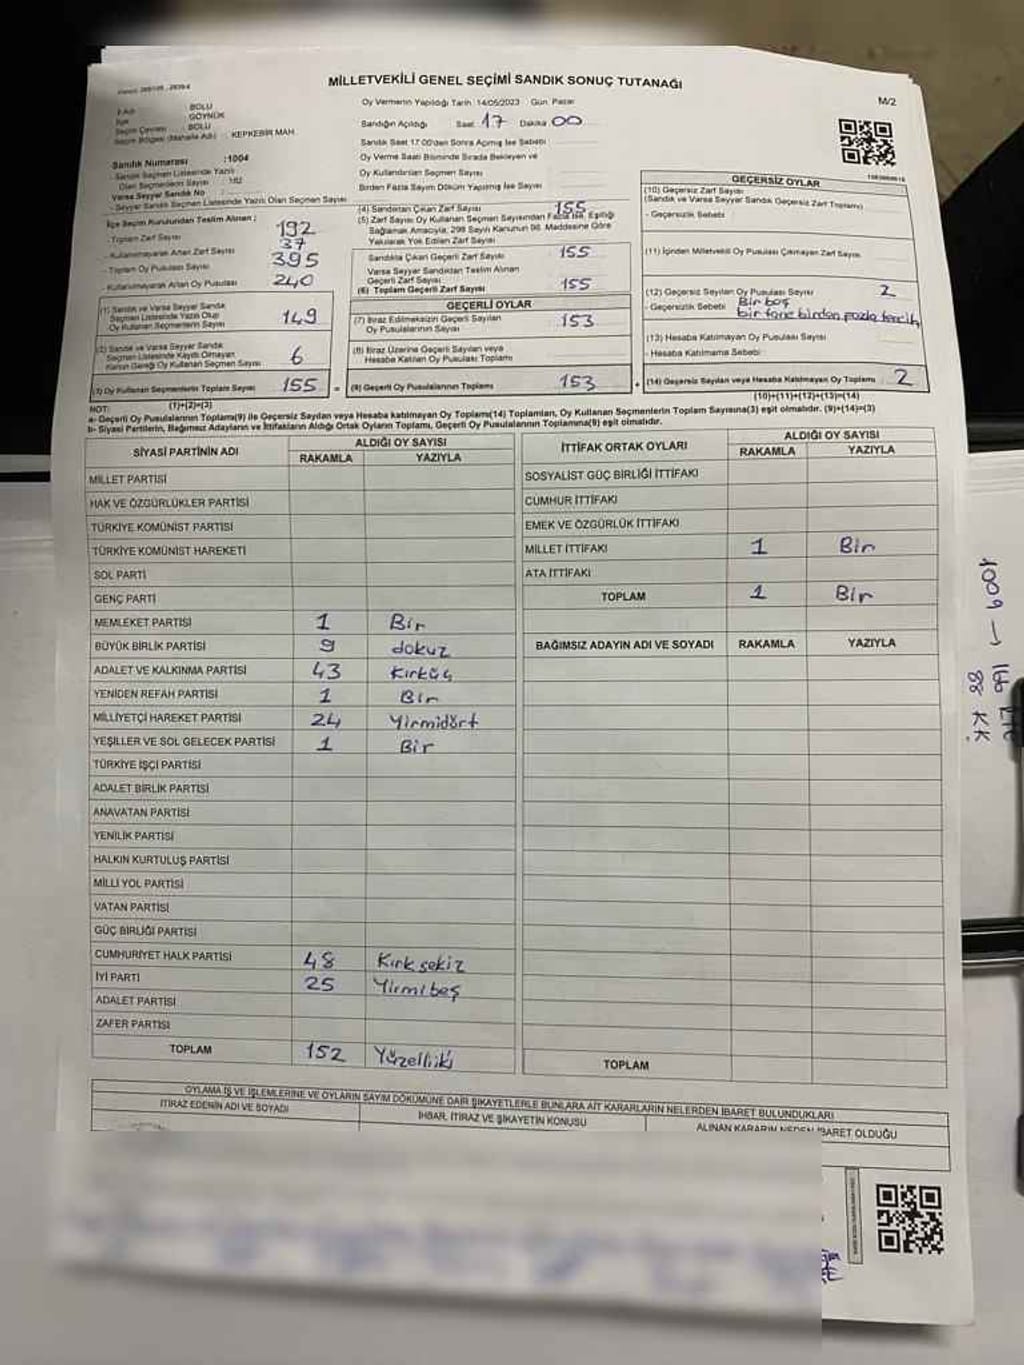 MİLLETVEKİLİ GENEL SEÇİMİ SANDIK SONUÇ TUTANAĞI
M/2
İlçe : BOLU
: GÖYNÜK
Seçim Çevresi : BOLU
Seçim Bölgesi (Mahalle Adı) : KEPKEBİR MAH.
Sandık Numarası : 1004
Sandık Seçmen Listesinde Yazılı
Olan Seçmenlerin Sayısı
Varsa Seyyar Sandık No
Seyyar Sandık Seçmen Listesinde Yazılı Olan Seçmen Sayısı
Oy Vermenin Yapıldığı Tarih 14/05/2023 Gün Pazar
Sandığın Açıldığı Saat 17 Dakika 00
Sandık Saat 17:00'den Sonra Açılmış İse Sebebi
Oy Verme Saati Bitiminde Sırada Bekleyen ve
Oy Kullandırılan Seçmen Sayısı
Birden Fazla Sayım Döküm Yapılmış İse Sayısı
İlçe Seçim Kurulundan Teslim Alınan :
- Toplam Zarf Sayısı 192
- Kullanılmayarak Artan Zarf Sayısı 37
- Toplam Oy Pusulası Sayısı 395
- Kullanılmayarak Artan Oy Pusulası 240
(1) Sandık ve Varsa Seyyar Sandık
Seçmen Listesinde Yazılı Olup
Oy Kullanan Seçmenlerin Sayısı 149
(2) Sandık ve Varsa Seyyar Sandık
Seçmen Listesinde Kayıtlı Olmayan
Kanun Gereği Oy Kullanan Seçmen Sayısı 6
(3) Oy Kullanan Seçmenlerin Toplam Sayısı 155 =
(1)+(2)=(3)
(4) Sandıktan Çıkan Zarf Sayısı 155
(5) Zarf Sayısı Oy Kullanan Seçmen Sayısından Fazla İse, Eşitliği
Sağlamak Amacıyla, 298 Sayılı Kanunun 98. Maddesine Göre
Yakılarak Yok Edilen Zarf Sayısı
Sandıkta Çıkan Geçerli Zarf Sayısı 155
Varsa Seyyar Sandıktan Teslim Alınan
Geçerli Zarf Sayısı
(6) Toplam Geçerli Zarf Sayısı 155
GEÇERLİ OYLAR
(7) İtiraz Edilmeksizin Geçerli Sayılan
Oy Pusulalarının Sayısı 153
(8) İtiraz Üzerine Geçerli Sayılan veya
Hesaba Katılan Oy Pusulası Toplamı
(9) Geçerli Oy Pusulalarının Toplamı 153 +
GEÇERSİZ OYLAR
(10) Geçersiz Zarf Sayısı
(Sandık ve Varsa Seyyar Sandık Geçersiz Zarf Toplamı)
- Geçersizlik Sebebi
(11) İçinden Milletvekili Oy Pusulası Çıkmayan Zarf Sayısı
(12) Geçersiz Sayılan Oy Pusulası Sayısı 2
- Geçersizlik Sebebi Bir boş
bir tane birden fazla tercih
(13) Hesaba Katılmayan Oy Pusulası Sayısı
- Hesaba Katılmama Sebebi
(14) Geçersiz Sayılan veya Hesaba Katılmayan Oy Toplamı 2
(10)+(11)+(12)+(13)=(14)
NOT:
a- Geçerli Oy Pusulalarının Toplamı(9) ile Geçersiz Sayılan veya Hesaba katılmayan Oy Toplamı(14) Toplamları, Oy Kullanan Seçmenlerin Toplam Sayısına(3) eşit olmalıdır. (9)+(14)=(3)
b- Siyasi Partilerin, Bağımsız Adayların ve İttifakların Aldığı Ortak Oyların Toplamı, Geçerli Oy Pusulalarının Toplamına(9) eşit olmalıdır.
SİYASİ PARTİNİN ADI ALDIĞI OY SAYISI
RAKAMLA YAZIYLA
MİLLET PARTİSİ
HAK VE ÖZGÜRLÜKLER PARTİSİ
TÜRKİYE KOMÜNİST PARTİSİ
TÜRKİYE KOMÜNİST HAREKETİ
SOL PARTİ
GENÇ PARTİ
MEMLEKET PARTİSİ 1 Bir
BÜYÜK BİRLİK PARTİSİ 9 dokuz
ADALET VE KALKINMA PARTİSİ 43 Kırküç
YENİDEN REFAH PARTİSİ 1 Bir
MİLLİYETÇİ HAREKET PARTİSİ 24 Yirmidört
YEŞİLLER VE SOL GELECEK PARTİSİ 1 Bir
TÜRKİYE İŞÇİ PARTİSİ
ADALET BİRLİK PARTİSİ
ANAVATAN PARTİSİ
YENİLİK PARTİSİ
HALKIN KURTULUŞ PARTİSİ
MİLLİ YOL PARTİSİ
VATAN PARTİSİ
GÜÇ BİRLİĞİ PARTİSİ
CUMHURİYET HALK PARTİSİ 48 Kırk sekiz
İYİ PARTİ 25 Yirmi beş
ADALET PARTİSİ
ZAFER PARTİSİ
TOPLAM 152 Yüzelliiki
İTTİFAK ORTAK OYLARI ALDIĞI OY SAYISI
RAKAMLA YAZIYLA
SOSYALİST GÜÇ BİRLİĞİ İTTİFAKI
CUMHUR İTTİFAKI
EMEK VE ÖZGÜRLÜK İTTİFAKI
MİLLET İTTİFAKI 1 Bir
ATA İTTİFAKI
TOPLAM 1 Bir
BAĞIMSIZ ADAYIN ADI VE SOYADI RAKAMLA YAZIYLA
TOPLAM
OYLAMA İŞ VE İŞLEMLERİNE VE OYLARIN SAYIM DÖKÜMÜNE DAİR ŞİKAYETLERLE BUNLARA AİT KARARLARIN NELERDEN İBARET BULUNDUKLARI
İTİRAZ EDENİN ADI VE SOYADI
İHBAR, İTİRAZ VE ŞİKAYETİN KONUSU
ALINAN KARARIN NEDEN İBARET OLDUĞU
1009 → 146
88 KK